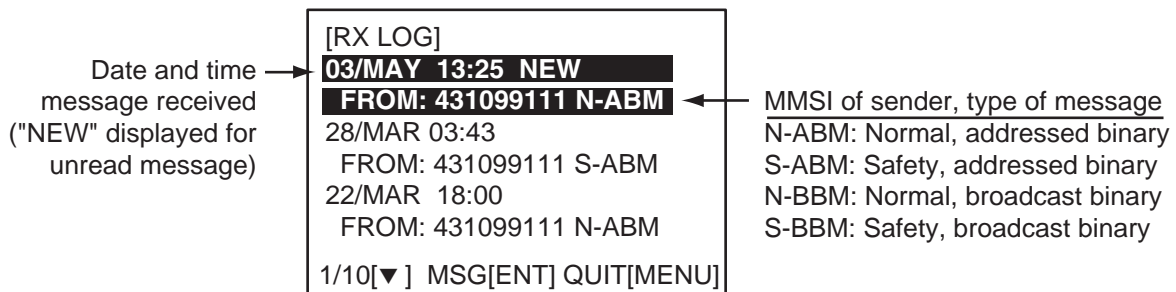 Date and time
message received
("NEW" displayed for
unread message)
[RX LOG]
03/MAY 13:25 NEW
FROM: 431099111 N-ABM
28/MAR 03:43
FROM: 431099111 S-ABM
22/MAR 18:00
FROM: 431099111 N-ABM
1/10[▼ ] MSG[ENT] QUIT[MENU]
MMSI of sender, type of message
N-ABM: Normal, addressed binary
S-ABM: Safety, addressed binary
N-BBM: Normal, broadcast binary
S-BBM: Safety, broadcast binary